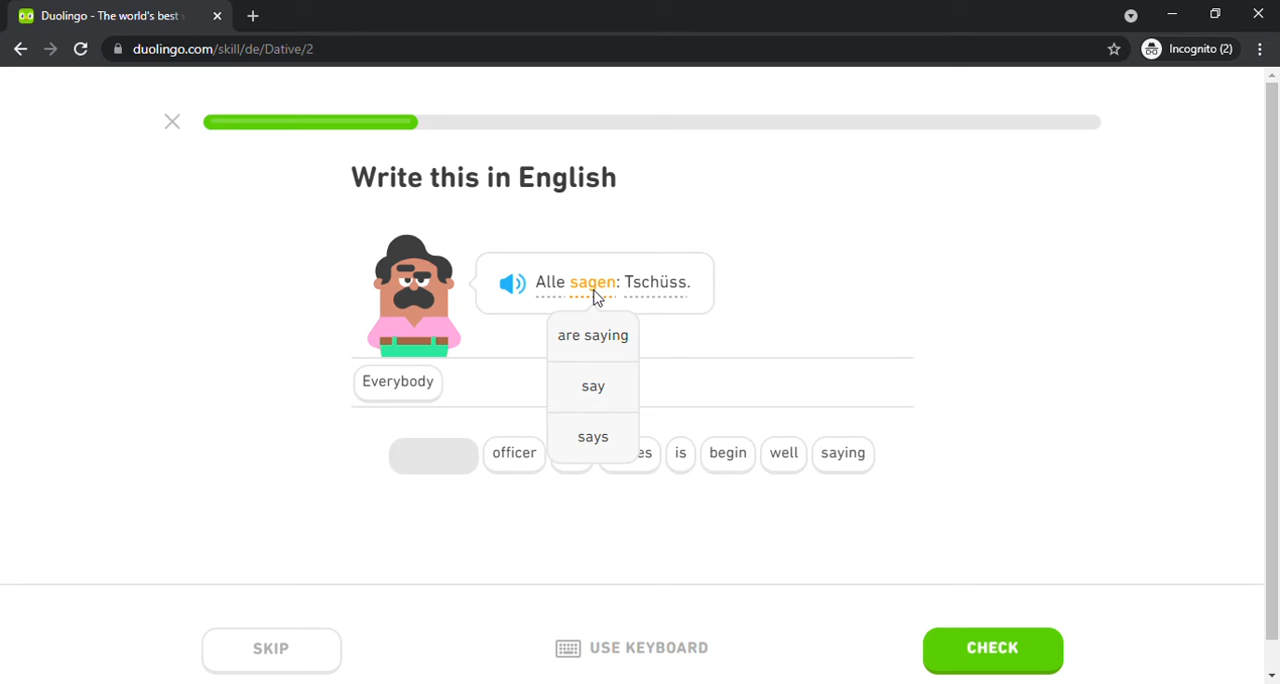 Duolingo - The world's best
Incognito (2)
duolingo.com/skill/de/Dative/2
Write this in English
Alle sagen: Tschüss.
are saying
say
says
Everybody
officer
es
is
begin
well
saying
SKIP
USE KEYBOARD
CHECK